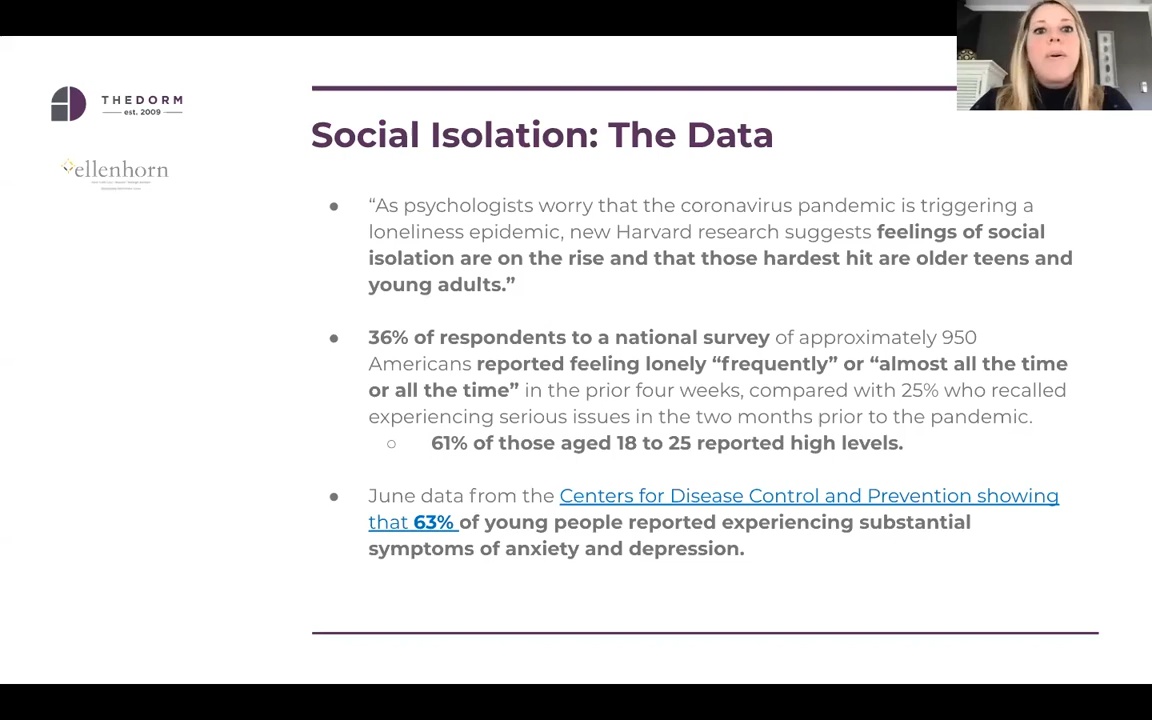 THEDORM
est. 2009
ellenhorn
Social Isolation: The Data
● “As psychologists worry that the coronavirus pandemic is triggering a
loneliness epidemic, new Harvard research suggests feelings of social
isolation are on the rise and that those hardest hit are older teens and
young adults.”
● 36% of respondents to a national survey of approximately 950
Americans reported feeling lonely “frequently” or “almost all the time
or all the time” in the prior four weeks, compared with 25% who recalled
experiencing serious issues in the two months prior to the pandemic.
○ 61% of those aged 18 to 25 reported high levels.
● June data from the Centers for Disease Control and Prevention showing
that 63% of young people reported experiencing substantial
symptoms of anxiety and depression.